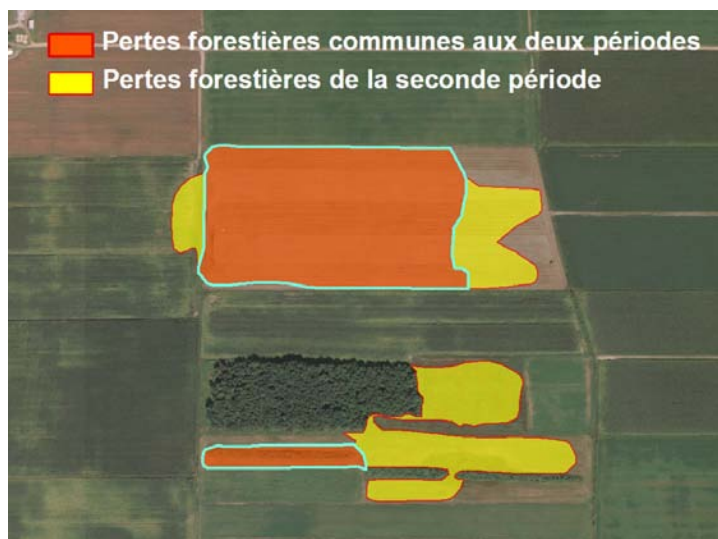 Pertes forestières communes aux deux périodes
Pertes forestières de la seconde période